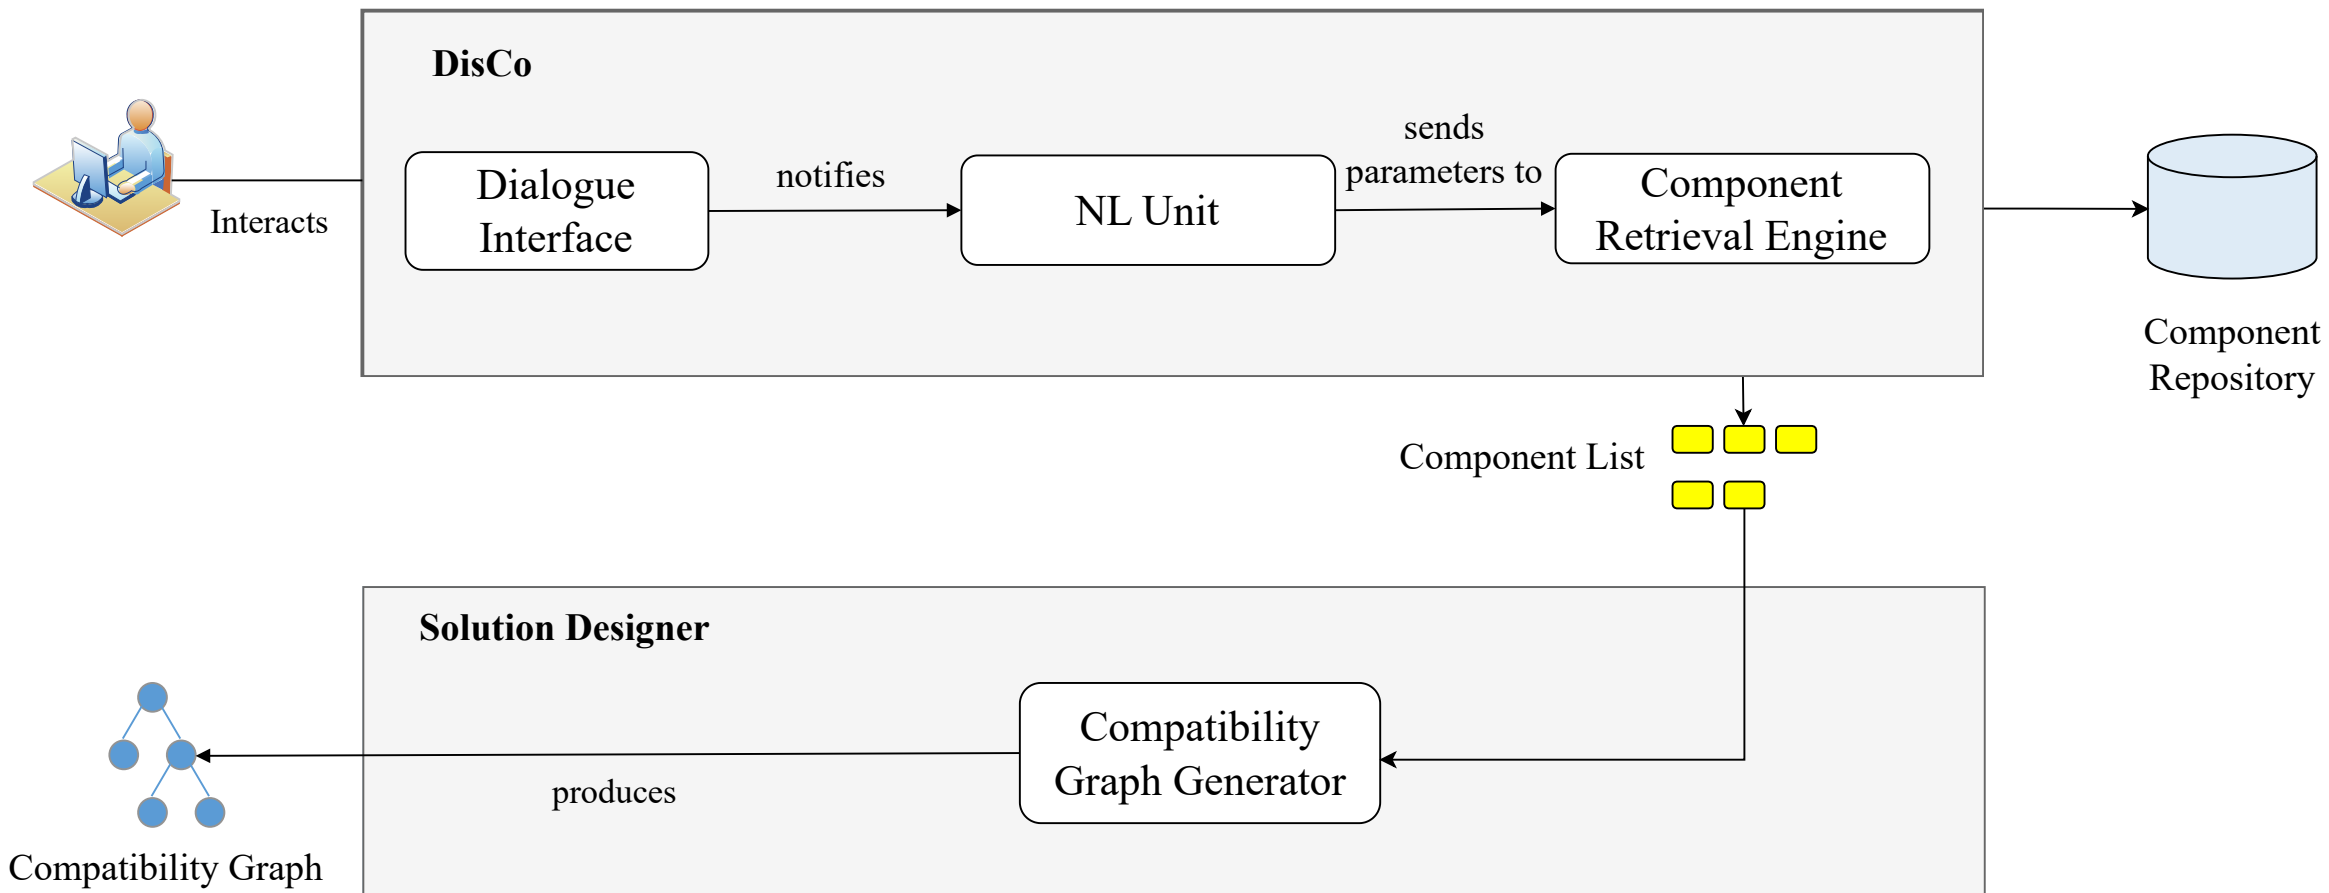 DisCo
Interacts
Dialogue
Interface
notifies
NL Unit
sends
parameters to
Component
Retrieval Engine
Component
Repository
Component List
Solution Designer
Compatibility
Graph Generator
produces
Compatibility Graph